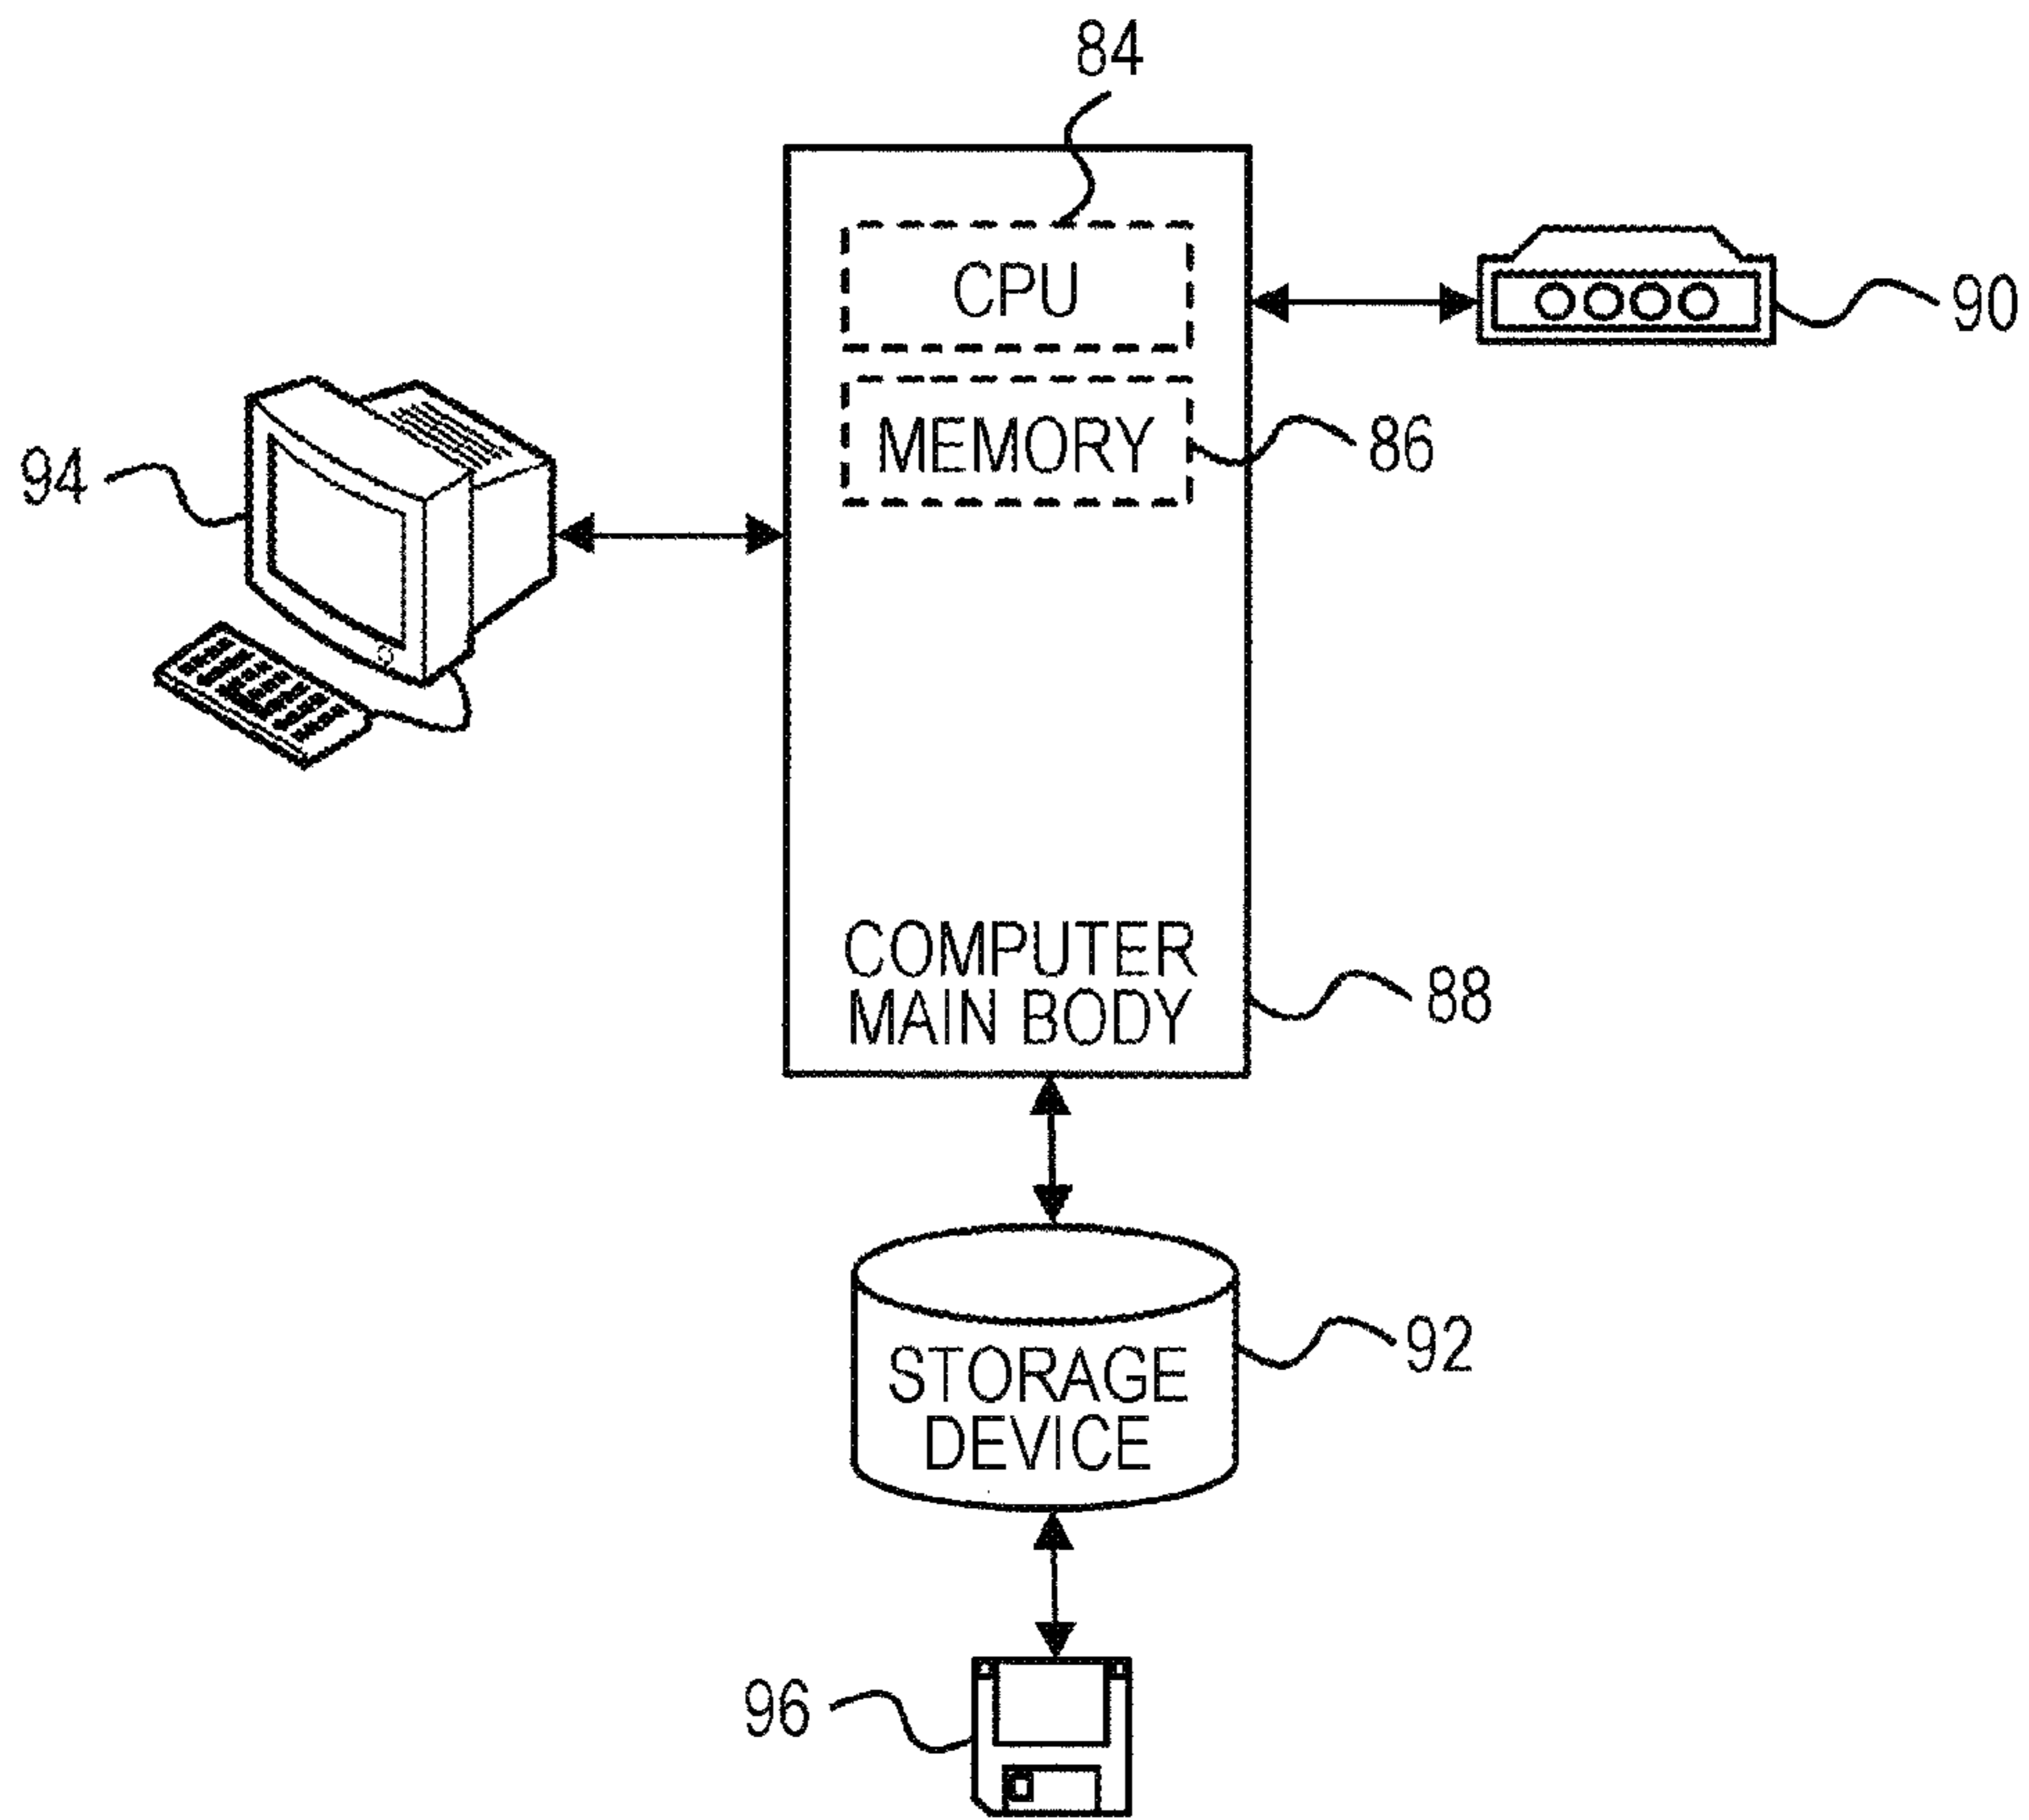 84
CPU
90
MEMORY
86
94
COMPUTER
MAIN BODY
88
STORAGE
DEVICE
92
96